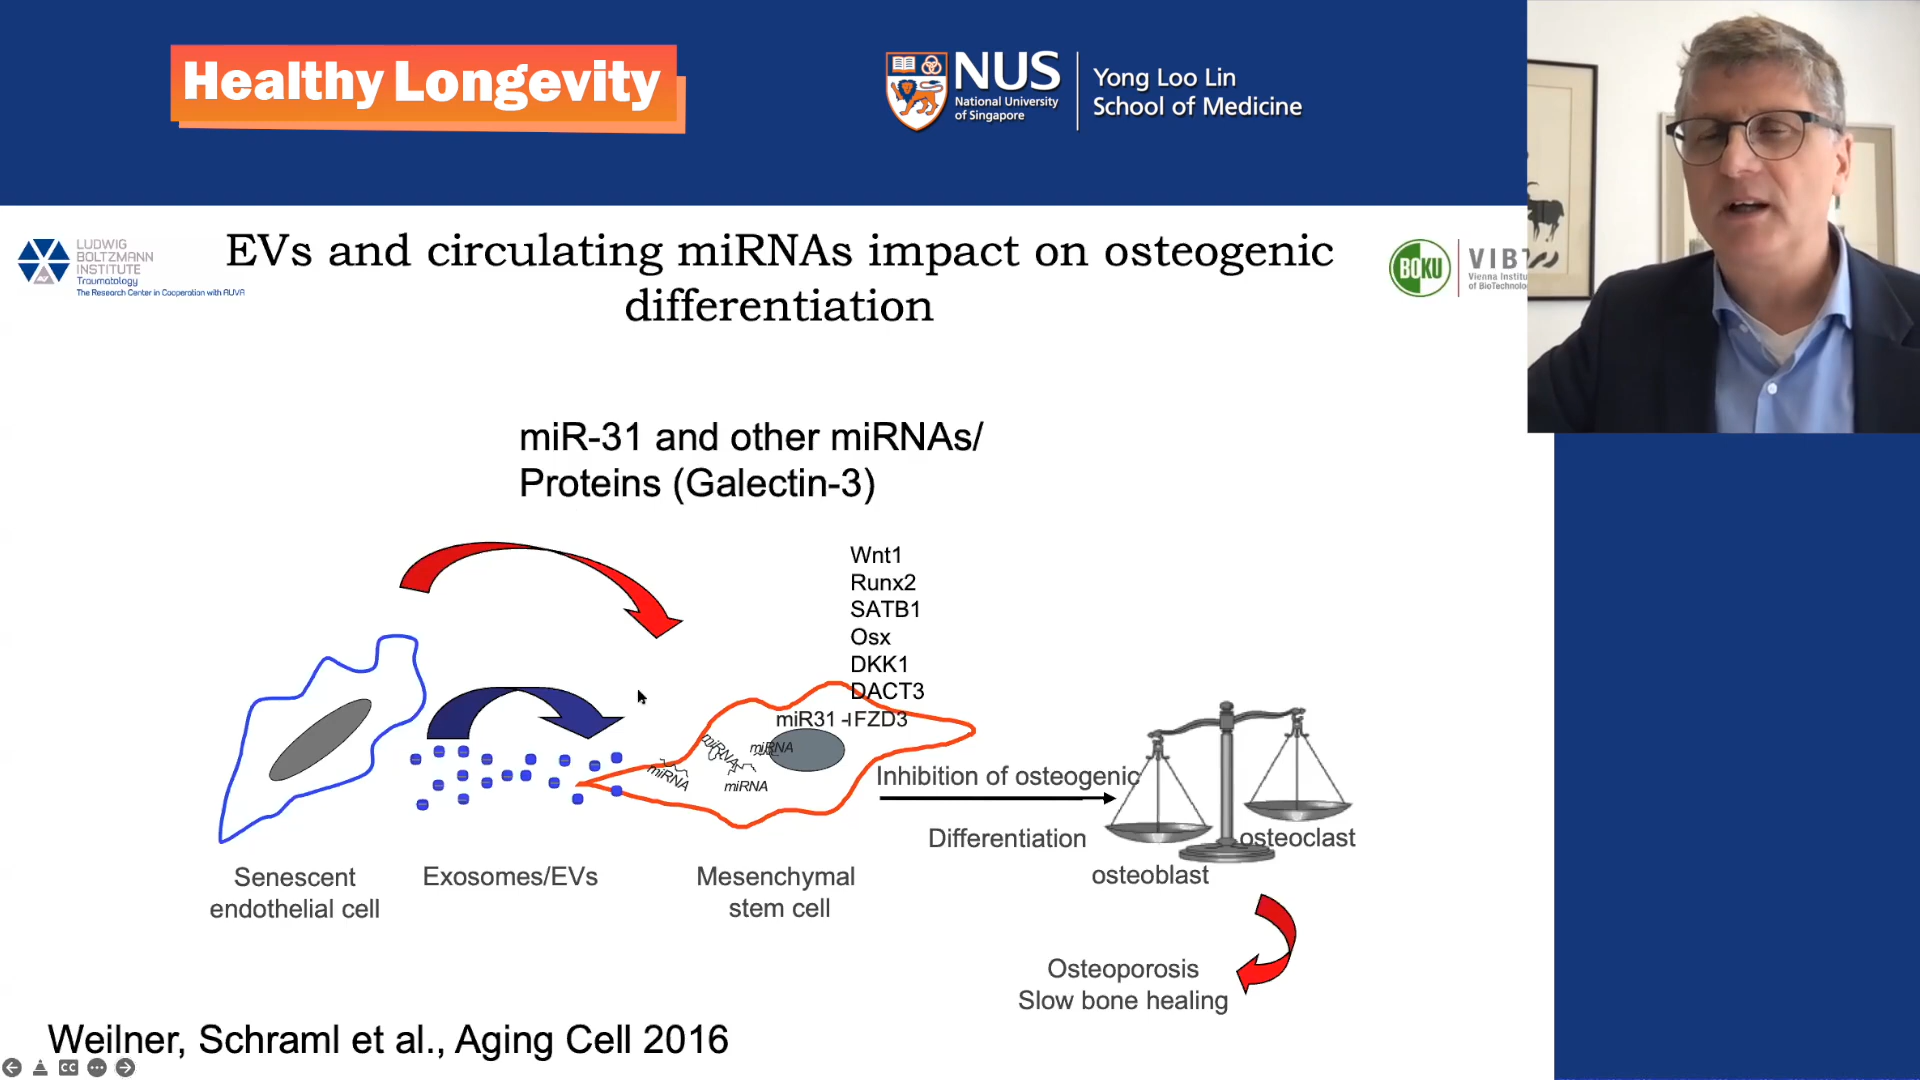 Healthy Longevity
NUS
National University
of Singapore
Yong Loo Lin
School of Medicine
LUDWIG
BOLTZMANN
INSTITUTE
Traumatology
The Research Center in Cooperation with AUVA
EVs and circulating miRNAs impact on osteogenic
differentiation
BOKU
Vienna
miR-31 and other miRNAs/
Proteins (Galectin-3)
Wnt1
Runx2
SATB1
Osx
DKK1
DACT3
miR31 ⊣FZD3
miRNA
miRNA
miRNA
miRNA
Inhibition of osteogenic
Differentiation
osteoclast
osteoblast
Senescent
endothelial cell
Exosomes/EVs
Mesenchymal
stem cell
Osteoporosis
Slow bone healing
Weilner, Schraml et al., Aging Cell 2016
CC